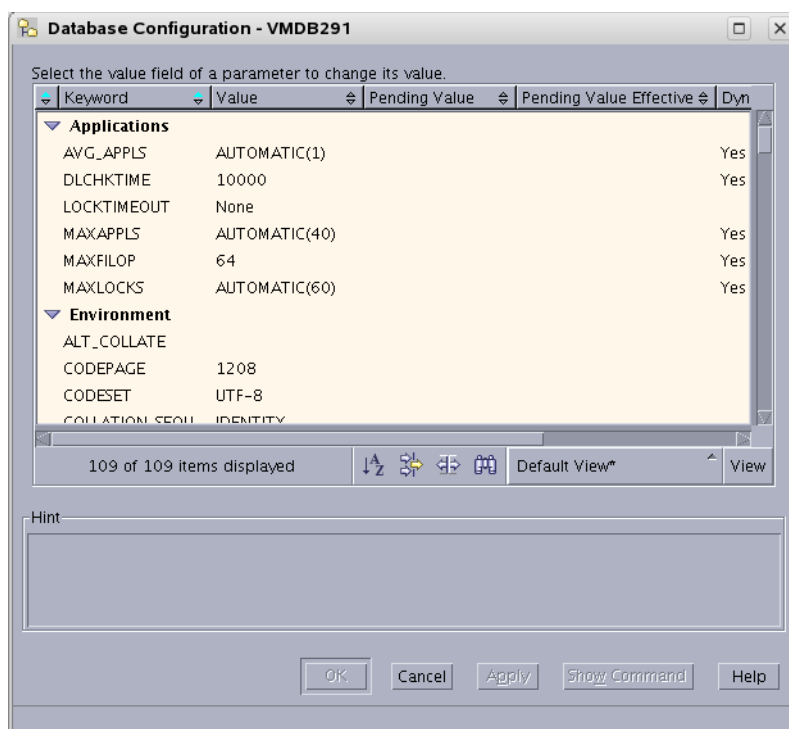 Database Configuration - VMDB291
Select the value field of a parameter to change its value.
Keyword Value Pending Value Pending Value Effective Dyn
Applications
AVG_APPLS AUTOMATIC(1) Yes
DLCHKTIME 10000 Yes
LOCKTIMEOUT None
MAXAPPLS AUTOMATIC(40) Yes
MAXFILOP 64 Yes
MAXLOCKS AUTOMATIC(60) Yes
Environment
ALT_COLLATE
CODEPAGE 1208
CODESET UTF-8
COLLATION_SEQU IDENTITY
109 of 109 items displayed Default View* View
Hint
OK Cancel Apply Show Command Help